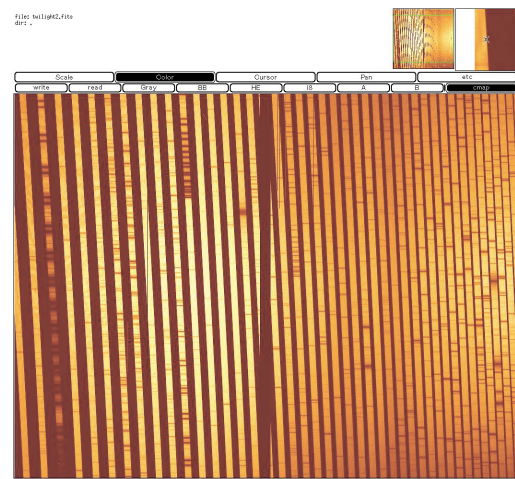 file: twilight2.fits
dir: .
Scale Color Cursor Pan etc
write read Gray BB HE i8 A B cmap